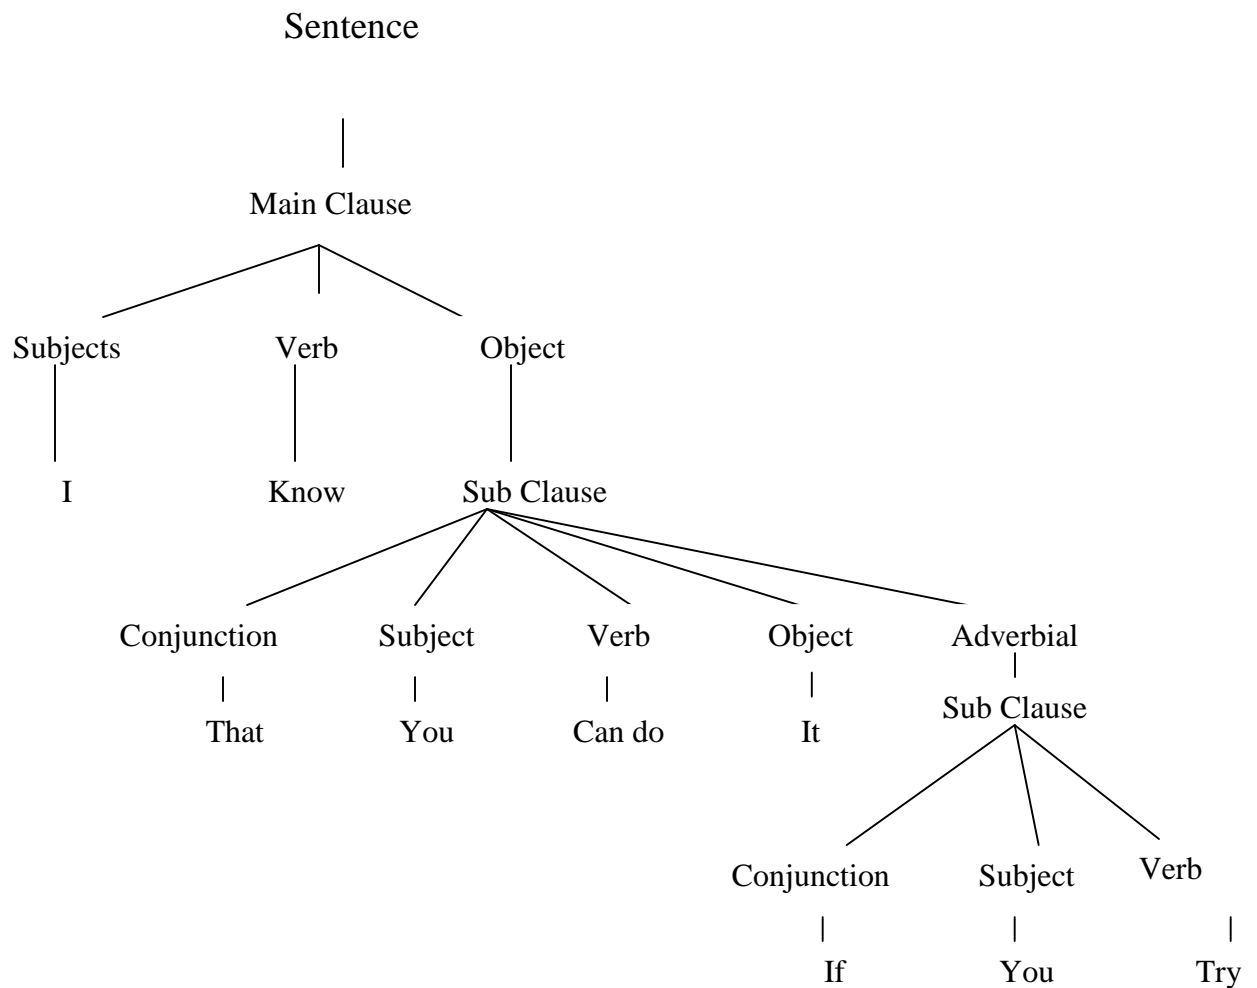 Sentence
Main Clause
Subjects Verb Object
I Know Sub Clause
Conjunction Subject Verb Object Adverbial
Sub Clause
That You Can do It
Conjunction Subject Verb
If You Try